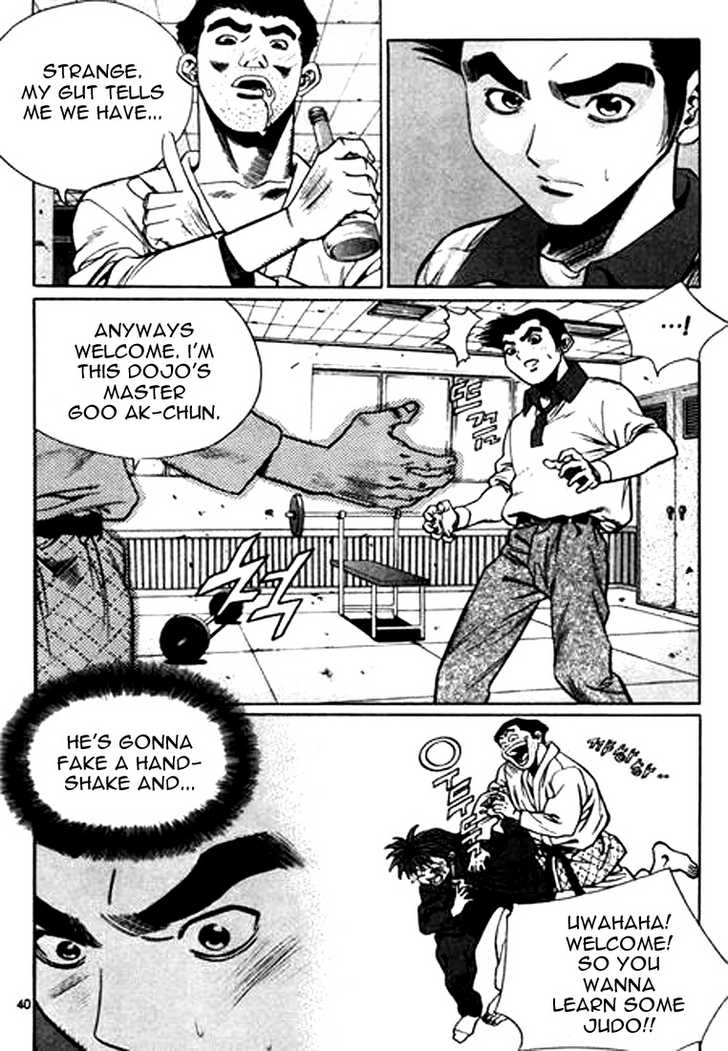 STRANGE.
MY GUT TELLS
ME WE HAVE...
ANYWAYS
WELCOME. I'M
THIS DOJO'S
MASTER
GOO AK-CHUN.
...!
HE'S GONNA
FAKE A HAND-
SHAKE AND...
UWAHAHA!
WELCOME!
SO YOU
WANNA
LEARN SOME
JUDO!!
40